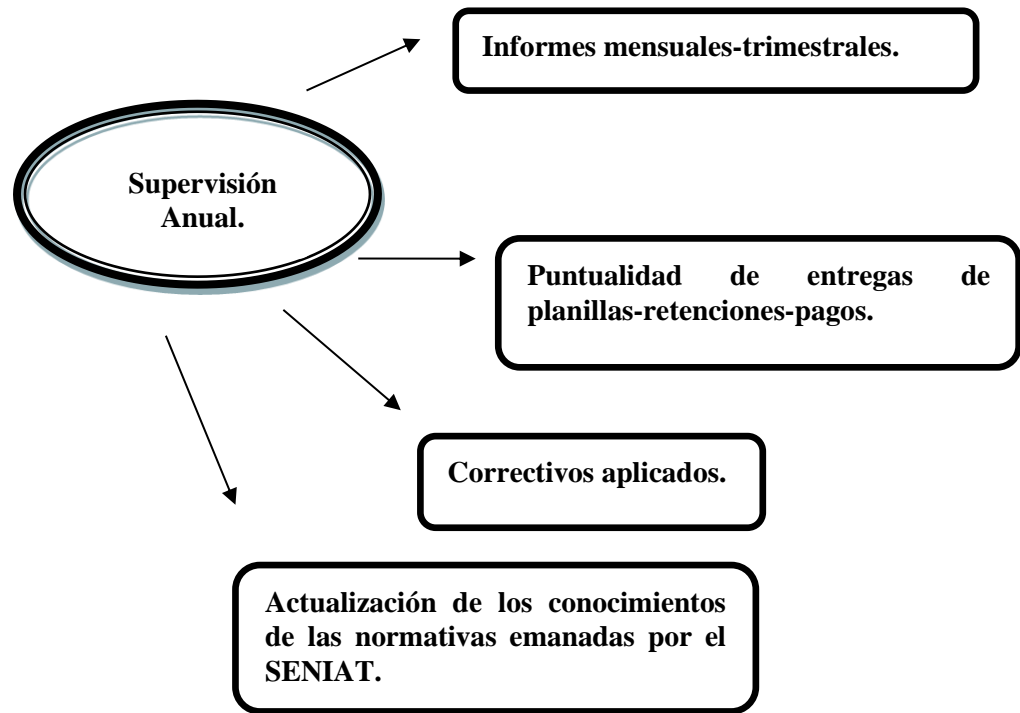 Informes mensuales-trimestrales.
Supervisión
Anual.
Puntualidad de entregas de
planillas-retenciones-pagos.
Correctivos aplicados.
Actualización de los conocimientos
de las normativas emanadas por el
SENIAT.